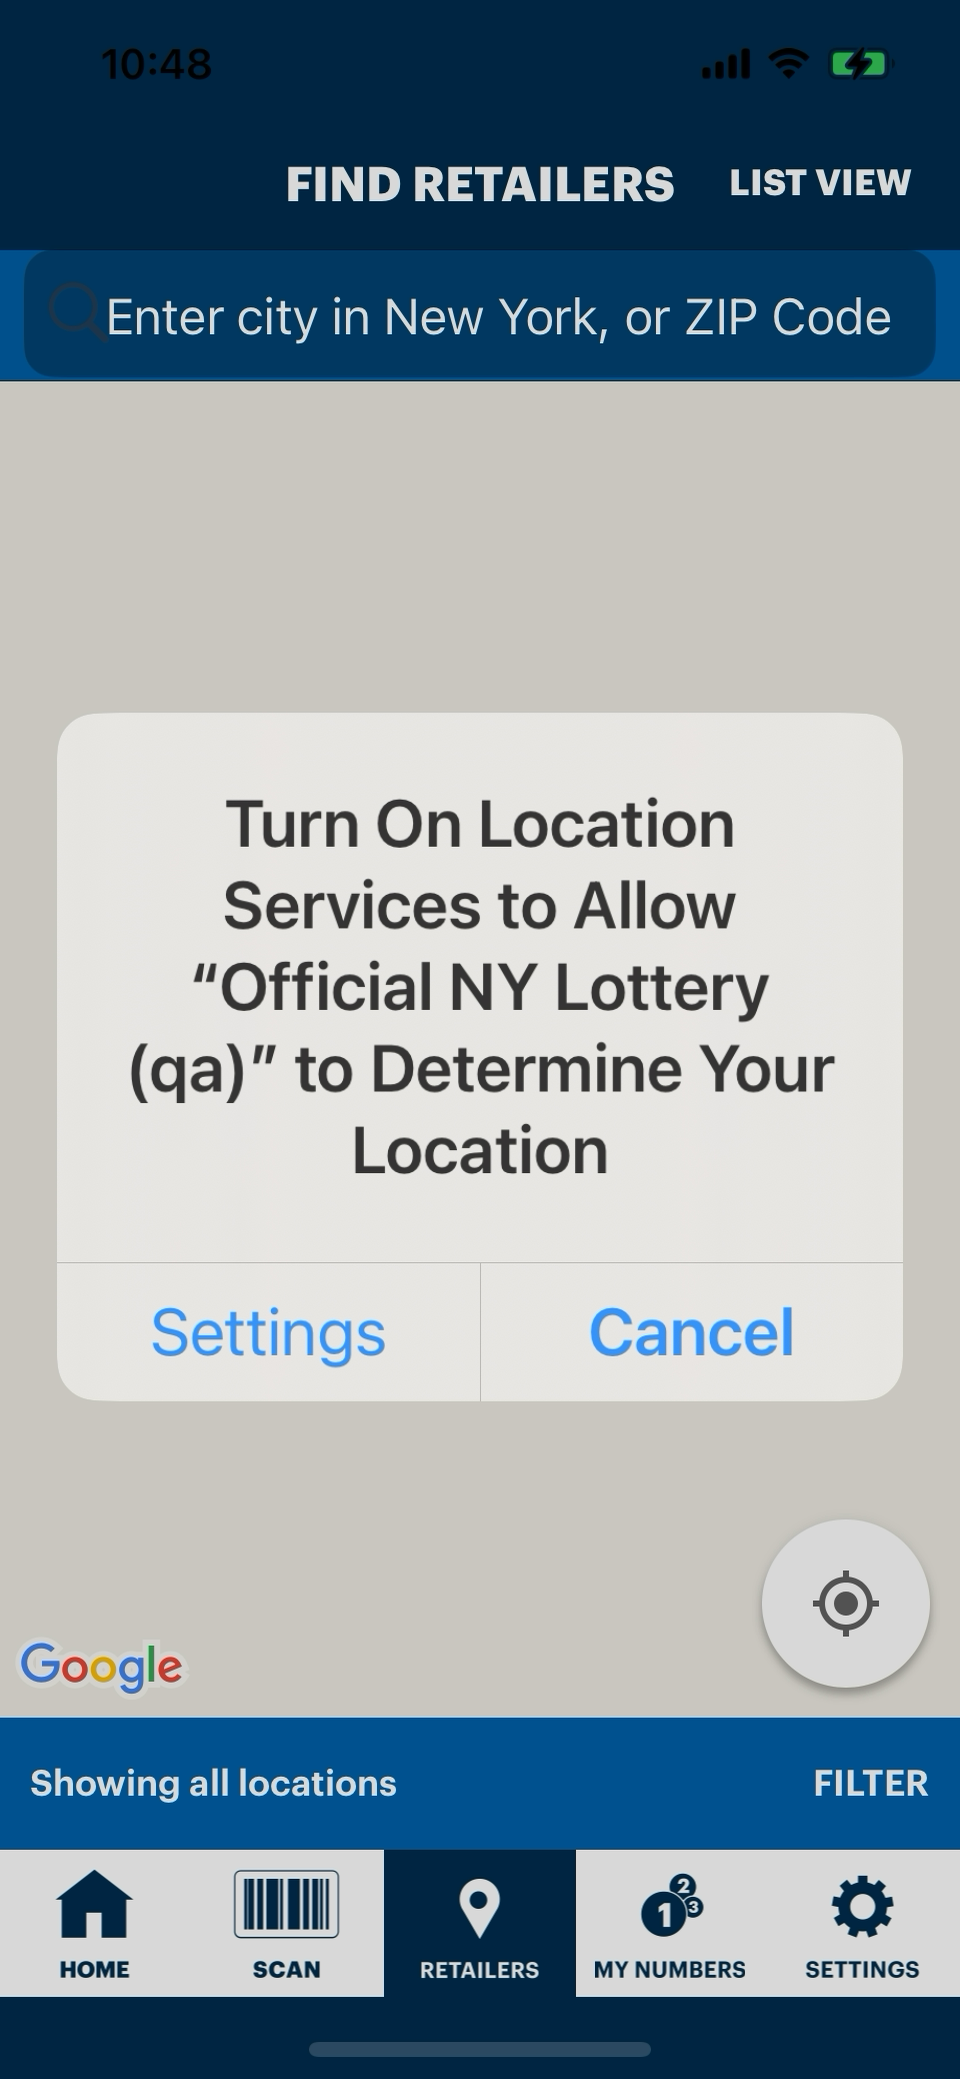 10:48
FIND RETAILERS
LIST VIEW
Enter city in New York, or ZIP Code
Turn On Location
Services to Allow
“Official NY Lottery
(qa)” to Determine Your
Location
Settings
Cancel
Google
Showing all locations
FILTER
1
2
3
HOME
SCAN
RETAILERS
MY NUMBERS
SETTINGS